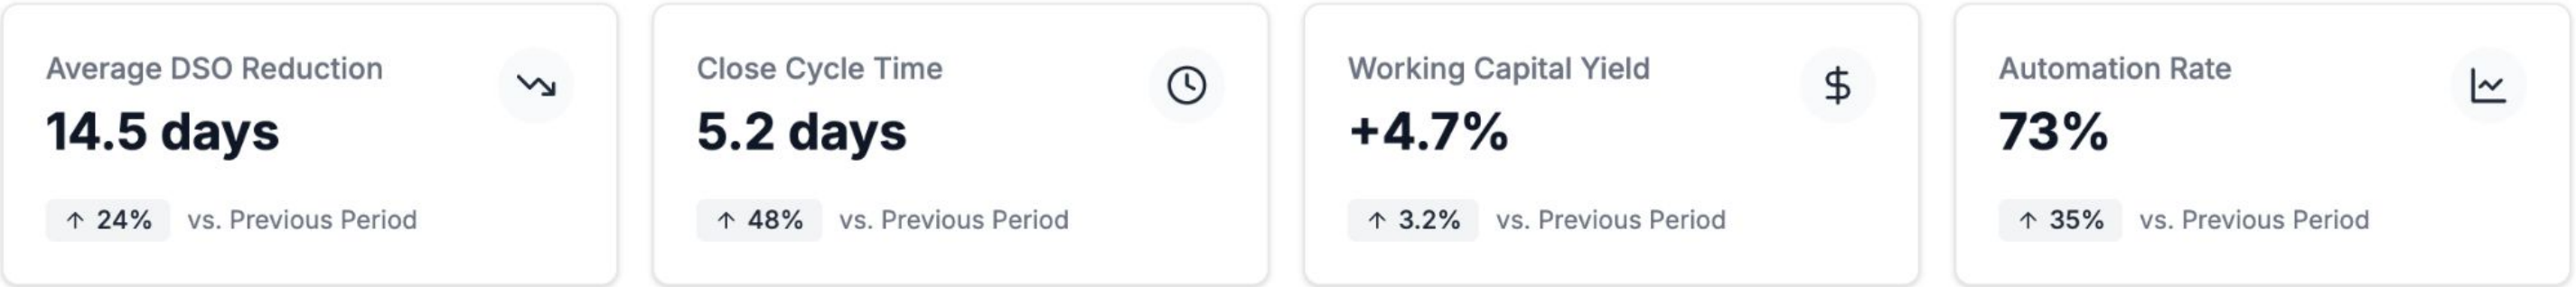 Average DSO Reduction
14.5 days
↑ 24% vs. Previous Period
Close Cycle Time
5.2 days
↑ 48% vs. Previous Period
Working Capital Yield
+4.7%
↑ 3.2% vs. Previous Period
Automation Rate
73%
↑ 35% vs. Previous Period